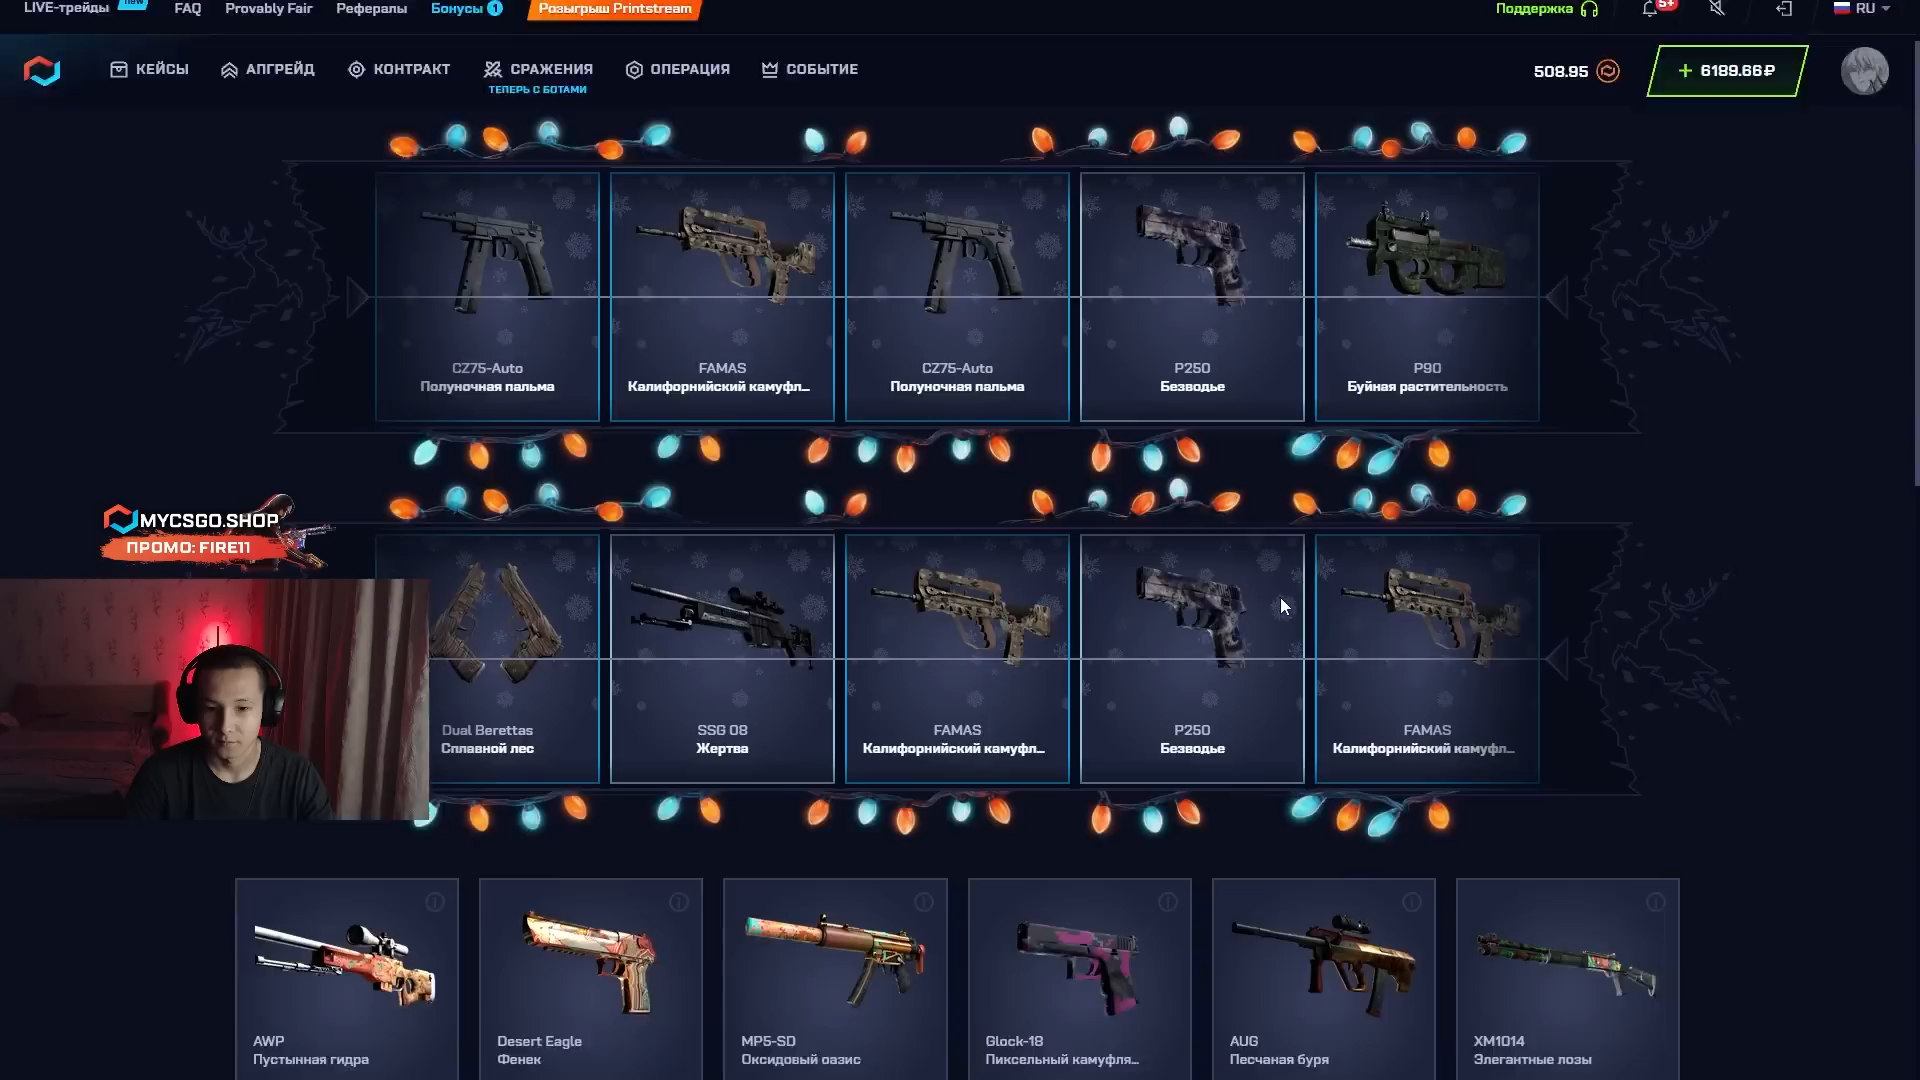 LIVE-трейды
new
FAQ
Provably Fair
Рефералы
Бонусы 1
Розыгрыш Printstream
Поддержка
5+
RU
КЕЙСЫ
АПГРЕЙД
КОНТРАКТ
СРАЖЕНИЯ
ТЕПЕРЬ С БОТАМИ
ОПЕРАЦИЯ
СОБЫТИЕ
508.95
+ 6189.66₽
CZ75-Auto
Полуночная пальма
FAMAS
Калифорнийский камуфл...
CZ75-Auto
Полуночная пальма
P250
Безводье
P90
Буйная растительность
MYCSGO.SHOP
ПРОМО: FIRE11
Dual Berettas
Сплавной лес
SSG 08
Жертва
FAMAS
Калифорнийский камуфл...
P250
Безводье
FAMAS
Калифорнийский камуфл...
AWP
Пустынная гидра
Desert Eagle
Фенек
MP5-SD
Оксидовый оазис
Glock-18
Пиксельный камуфля...
AUG
Песчаная буря
XM1014
Элегантные лозы